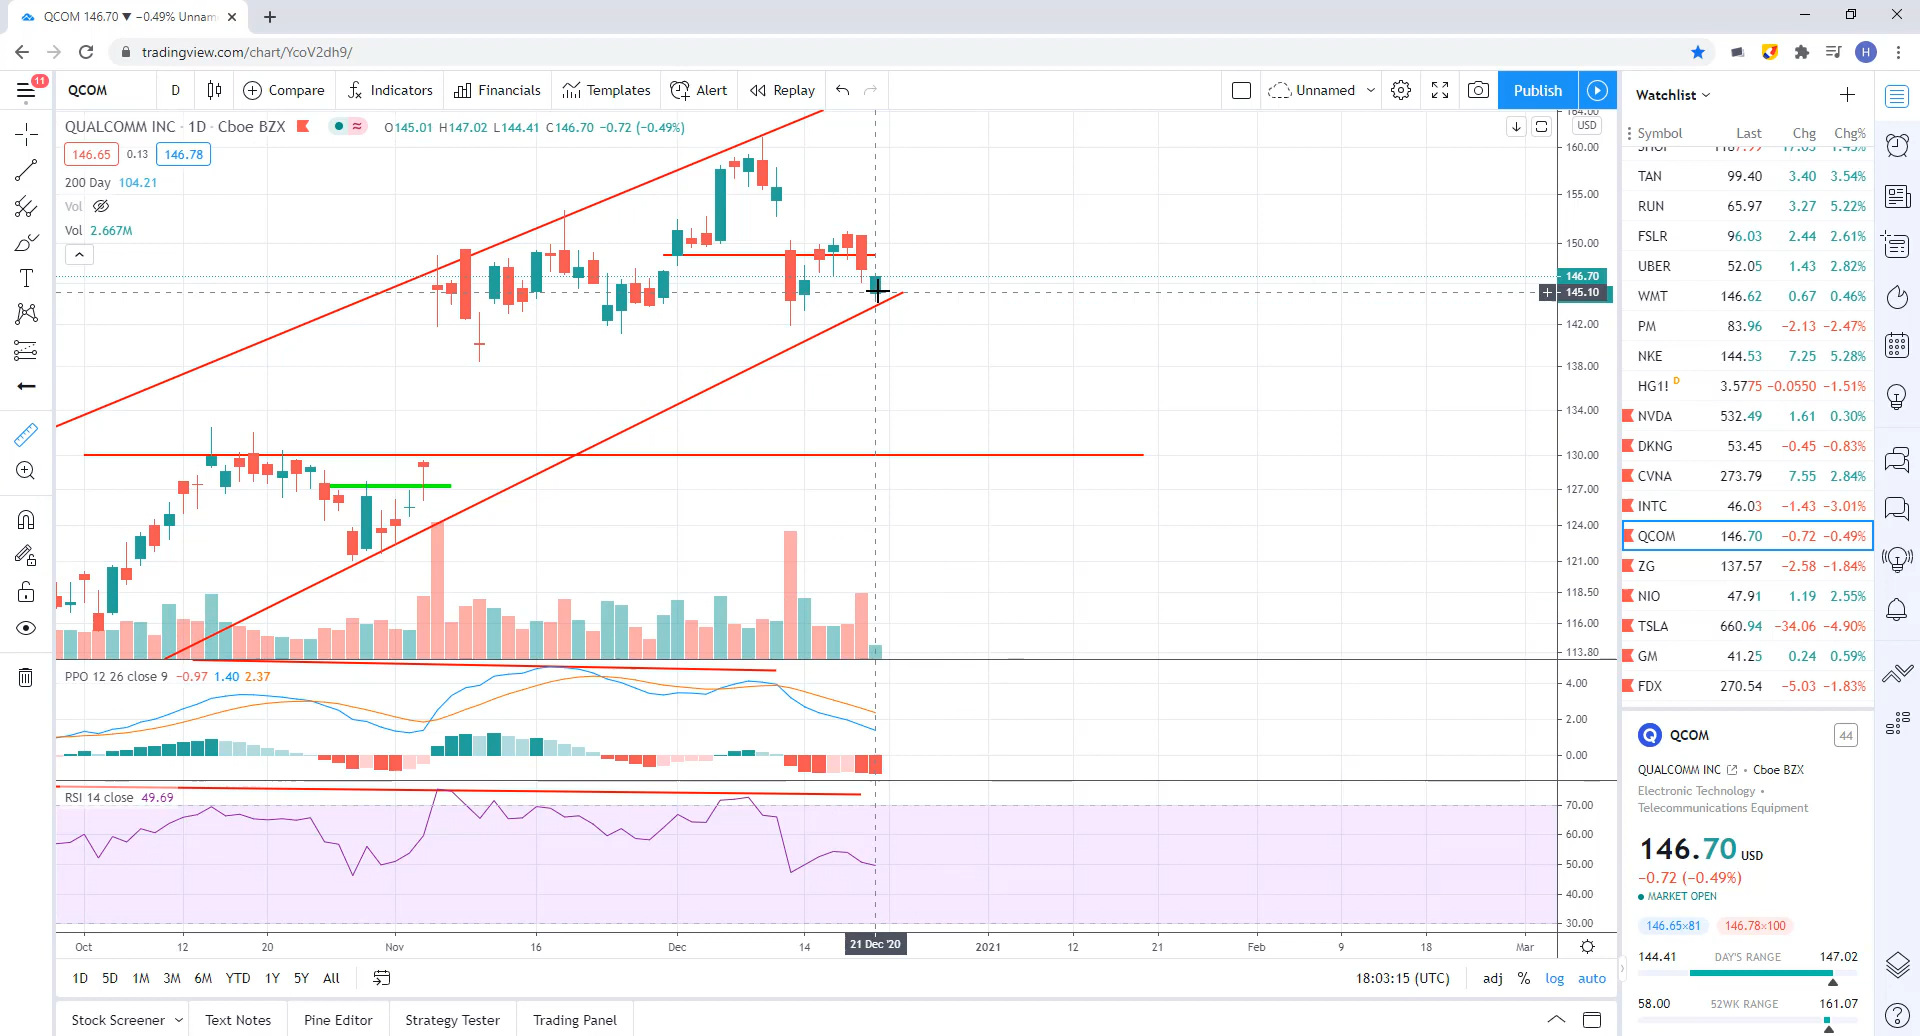 QCOM 146.70 ▼ −0.49% Unnam
tradingview.com/chart/YcoV2dh9/
H
11
QCOM D Compare Indicators Financials Templates Alert Replay Unnamed Publish
QUALCOMM INC · 1D · Cboe BZX O145.01 H147.02 L144.41 C146.70 −0.72 (−0.49%)
146.65 0.13 146.78
200 Day 104.21
Vol
Vol 2.667M
USD
164.00
160.00
155.00
150.00
146.70
145.10
142.00
138.00
134.00
130.00
127.00
124.00
121.00
118.50
116.00
113.80
PPO 12 26 close 9 −0.97 1.40 2.37
4.00
2.00
0.00
RSI 14 close 49.69
70.00
60.00
50.00
40.00
30.00
Oct 12 20 Nov 16 Dec 14 21 Dec '20 2021 12 21 Feb 9 18 Mar
1D 5D 1M 3M 6M YTD 1Y 5Y All 18:03:15 (UTC) adj % log auto
Stock Screener Text Notes Pine Editor Strategy Tester Trading Panel
Watchlist
Symbol Last Chg Chg%
TAN 99.40 3.40 3.54%
RUN 65.97 3.27 5.22%
FSLR 96.03 2.44 2.61%
UBER 52.05 1.43 2.82%
WMT 146.62 0.67 0.46%
PM 83.96 −2.13 −2.47%
NKE 144.53 7.25 5.28%
HG1! D 3.5775 −0.0550 −1.51%
NVDA 532.49 1.61 0.30%
DKNG 53.45 −0.45 −0.83%
CVNA 273.79 7.55 2.84%
INTC 46.03 −1.43 −3.01%
QCOM 146.70 −0.72 −0.49%
ZG 137.57 −2.58 −1.84%
NIO 47.91 1.19 2.55%
TSLA 660.94 −34.06 −4.90%
GM 41.25 0.24 0.59%
FDX 270.54 −5.03 −1.83%
Q QCOM 44
QUALCOMM INC • Cboe BZX
Electronic Technology •
Telecommunications Equipment
146.70 USD
−0.72 (−0.49%)
MARKET OPEN
146.65×81 146.78×100
144.41 DAY'S RANGE 147.02
58.00 52WK RANGE 161.07